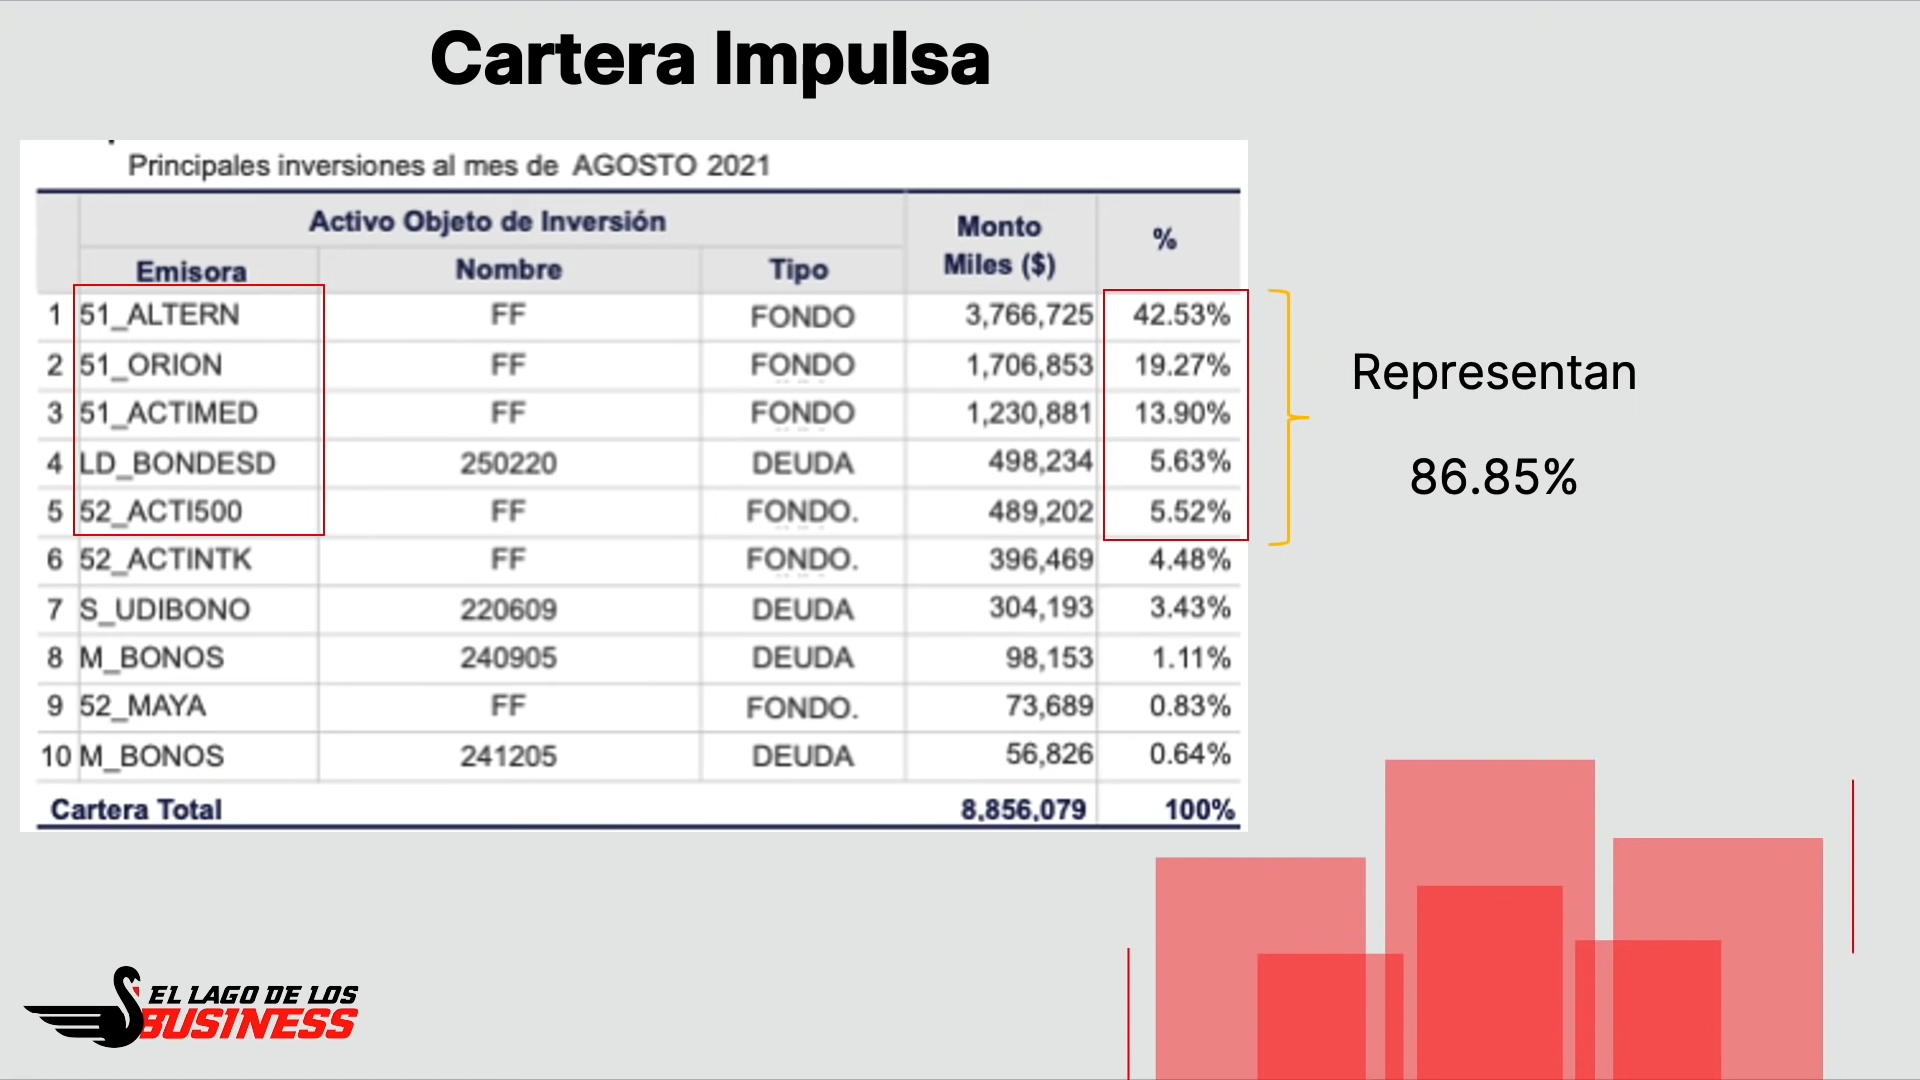 Cartera Impulsa
Principales inversiones al mes de AGOSTO 2021
Activo Objeto de Inversión Monto Miles ($) %
Emisora Nombre Tipo
1 51_ALTERN FF FONDO 3,766,725 42.53%
2 51_ORION FF FONDO 1,706,853 19.27%
3 51_ACTIMED FF FONDO 1,230,881 13.90%
4 LD_BONDESD 250220 DEUDA 498,234 5.63%
5 52_ACTI500 FF FONDO. 489,202 5.52%
6 52_ACTINTK FF FONDO. 396,469 4.48%
7 S_UDIBONO 220609 DEUDA 304,193 3.43%
8 M_BONOS 240905 DEUDA 98,153 1.11%
9 52_MAYA FF FONDO. 73,689 0.83%
10 M_BONOS 241205 DEUDA 56,826 0.64%
Cartera Total 8,856,079 100%
Representan
86.85%
EL LAGO DE LOS
BUSINESS